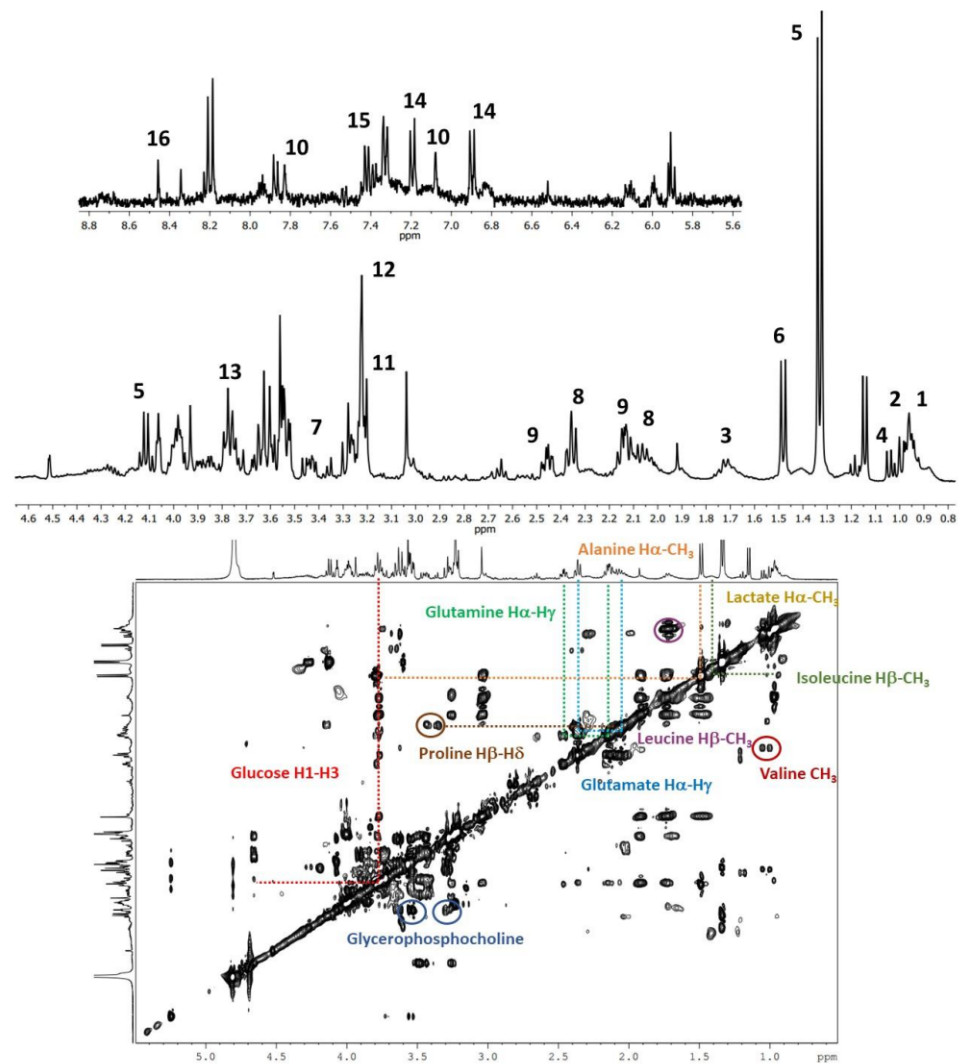 5
16
15
14
14
10
10
8.8 8.6 8.4 8.2 8.0 7.8 7.6 7.4 7.2 7.0 6.8 6.6 6.4 6.2 6.0 5.8 5.6
ppm
12
5
13
11
6
7
9
8
9
8
3
2
1
4
4.6 4.5 4.4 4.3 4.2 4.1 4.0 3.9 3.8 3.7 3.6 3.5 3.4 3.3 3.2 3.1 3.0 2.9 2.8 2.7 2.6 2.5 2.4 2.3 2.2 2.1 2.0 1.9 1.8 1.7 1.6 1.5 1.4 1.3 1.2 1.1 1.0 0.9 0.8
ppm
Alanine Hα-CH₃
Glutamine Hα-Hγ
Lactate Hα-CH₃
Isoleucine Hβ-CH₃
Leucine Hβ-CH₃
Proline Hβ-Hδ
Glucose H1-H3
Glutamate Hα-Hγ
Valine CH₃
Glycerophosphocholine
5.0 4.0 3.5 3.0 2.5 2.0 1.0 ppm